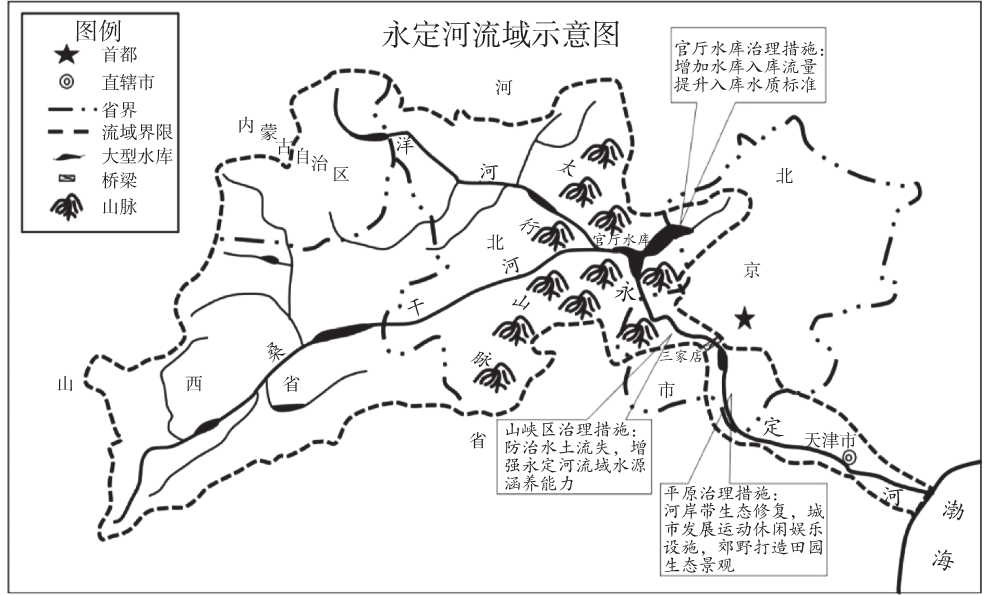 永定河流域示意图
图例
首都
直辖市
省界
流域界限
大型水库
桥梁
山脉
官厅水库治理措施:
增加水库入库流量
提升入库水质标准
河
内蒙古自治区
洋
河
太
行
山
脉
北
北
京
官厅水库
河
干
桑
永
三家店
市
山
西
省
省
山峡区治理措施:
防治水土流失，增
强永定河流域水源
涵养能力
定
天津市
河
平原治理措施:
河岸带生态修复，城
市发展运动休闲娱乐
设施，郊野打造田园
生态景观
渤
海